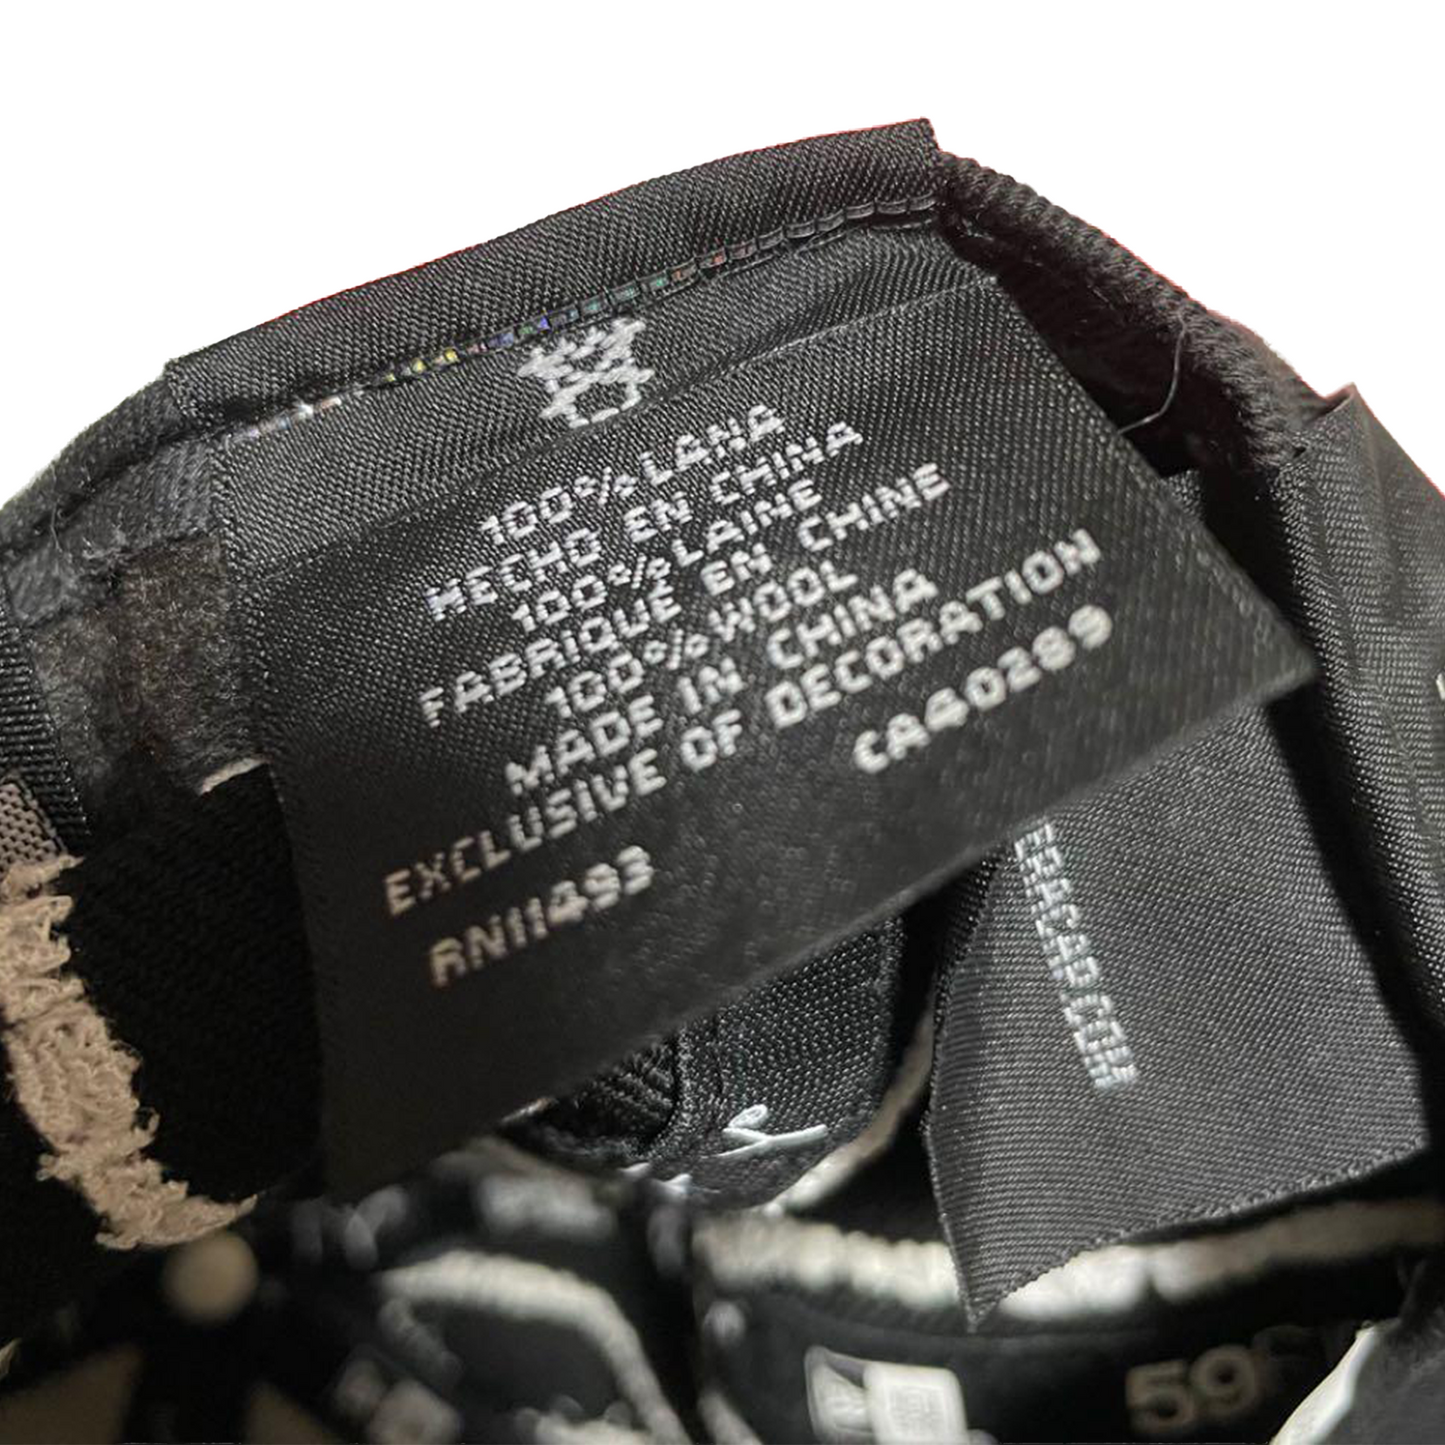 100% LANA
HECHO EN CHINA
100% LAINE
FABRIQUE EN CHINE
100% WOOL
MADE IN CHINA
EXCLUSIVE OF DECORATION
RN11493 CA40289
59